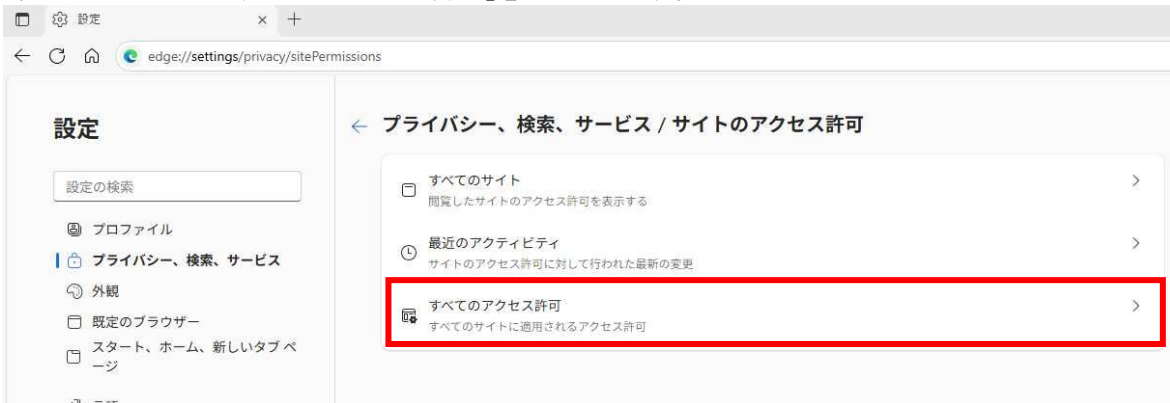 設定
edge://settings/privacy/sitePermissions
設定
← プライバシー、検索、サービス / サイトのアクセス許可
設定の検索
プロファイル
プライバシー、検索、サービス
外観
既定のブラウザー
スタート、ホーム、新しいタブ ペ
ージ
すべてのサイト
閲覧したサイトのアクセス許可を表示する
最近のアクティビティ
サイトのアクセス許可に対して行われた最新の変更
すべてのアクセス許可
すべてのサイトに適用されるアクセス許可